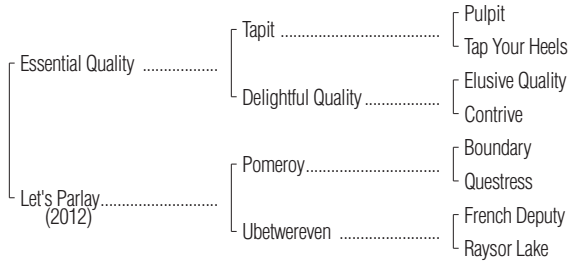 Pulpit
Tapit ......................................
Tap Your Heels
Essential Quality ......................
Elusive Quality
Delightful Quality......................
Contrive
Boundary
Pomeroy...................................
Questress
Let's Parlay..................................
(2012)
French Deputy
Ubetwereven ............................
Raysor Lake